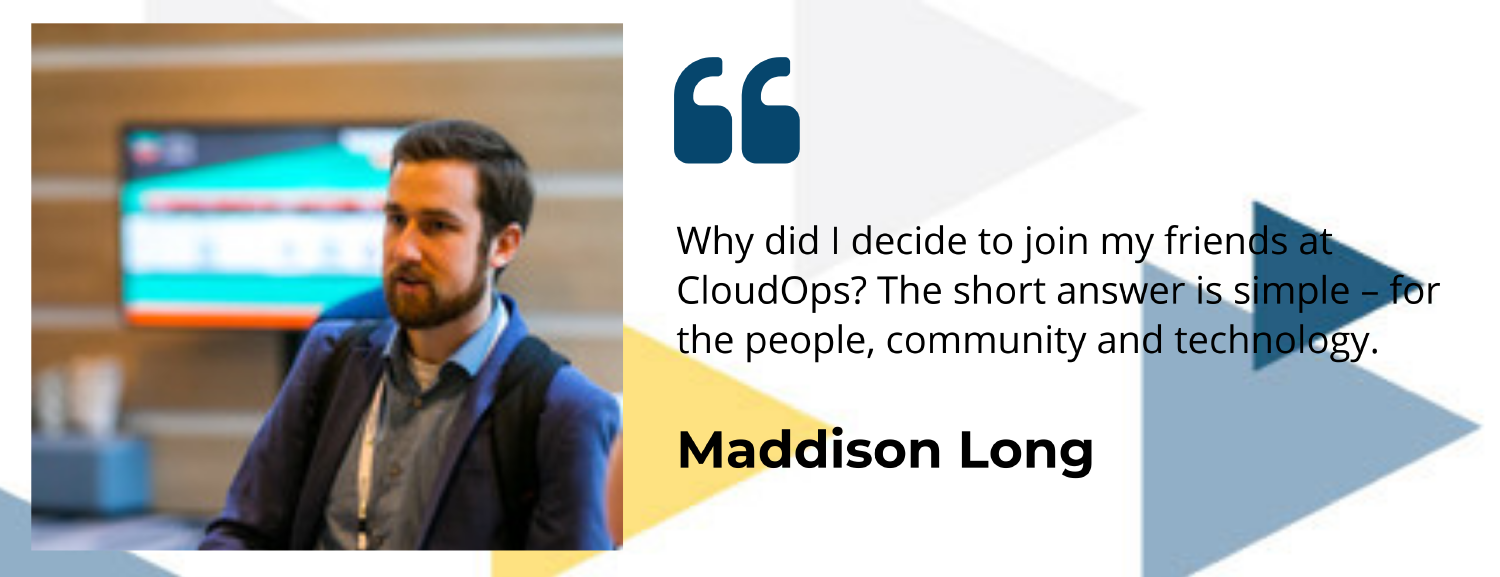 Why did I decide to join my friends at
CloudOps? The short answer is simple – for
the people, community and technology.
Maddison Long